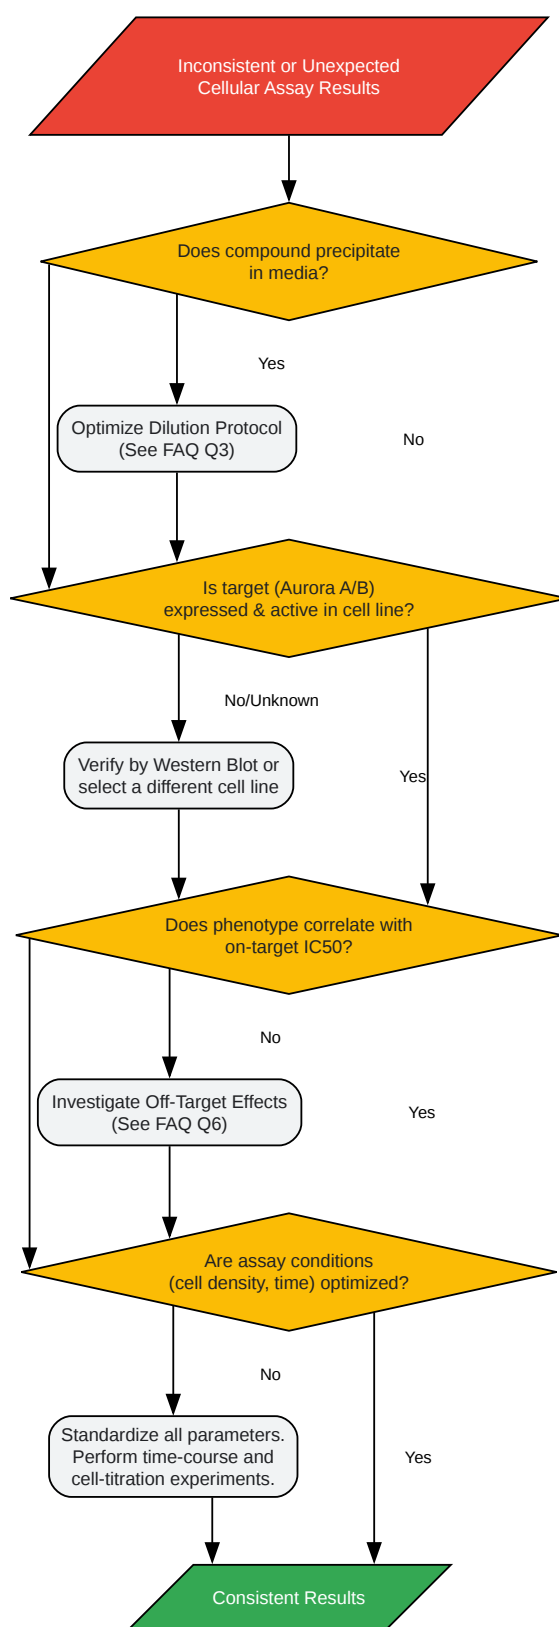 Inconsistent or Unexpected
Cellular Assay Results
Does compound precipitate
in media?
Yes
Optimize Dilution Protocol
(See FAQ Q3)
No
Is target (Aurora A/B)
expressed & active in cell line?
No/Unknown
Verify by Western Blot or
select a different cell line
Yes
Does phenotype correlate with
on-target IC50?
No
Investigate Off-Target Effects
(See FAQ Q6)
Yes
Are assay conditions
(cell density, time) optimized?
No
Standardize all parameters.
Perform time-course and
cell-titration experiments.
Yes
Consistent Results